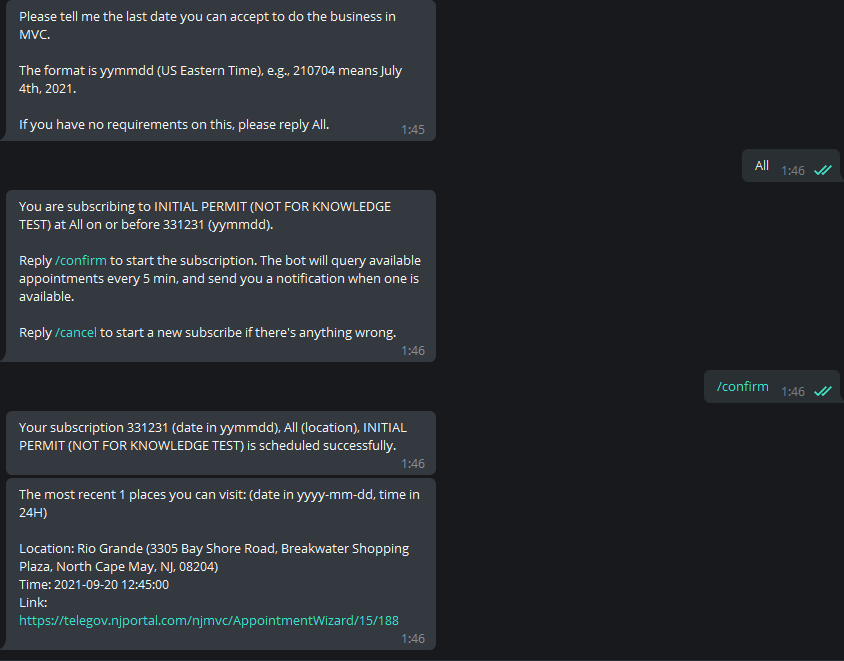 Please tell me the last date you can accept to do the business in
MVC.
The format is yymmdd (US Eastern Time), e.g., 210704 means July
4th, 2021.
If you have no requirements on this, please reply All.
1:45
All 1:46
You are subscribing to INITIAL PERMIT (NOT FOR KNOWLEDGE
TEST) at All on or before 331231 (yymmdd).
Reply /confirm to start the subscription. The bot will query available
appointments every 5 min, and send you a notification when one is
available.
Reply /cancel to start a new subscribe if there's anything wrong.
1:46
/confirm 1:46
Your subscription 331231 (date in yymmdd), All (location), INITIAL
PERMIT (NOT FOR KNOWLEDGE TEST) is scheduled successfully.
1:46
The most recent 1 places you can visit: (date in yyyy-mm-dd, time in
24H)
Location: Rio Grande (3305 Bay Shore Road, Breakwater Shopping
Plaza, North Cape May, NJ, 08204)
Time: 2021-09-20 12:45:00
Link:
https://telegov.njportal.com/njmvc/AppointmentWizard/15/188
1:46